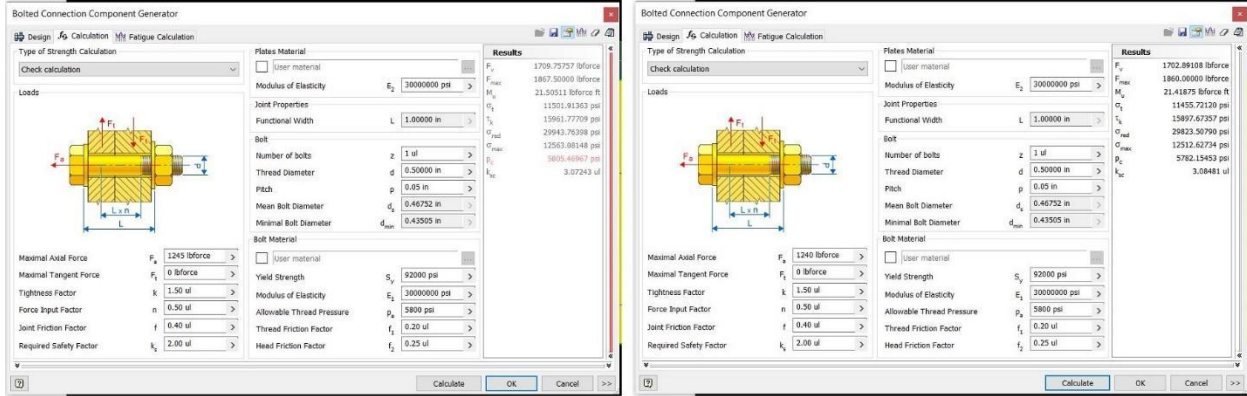 Bolted Connection Component Generator
Design Calculation Fatigue Calculation
Type of Strength Calculation
Check calculation
Loads
Fₜ
Fₜ
Fₐ
d
L x n
L
Maximal Axial Force Fₐ 1245 lbforce
Maximal Tangent Force Fₜ 0 lbforce
Tightness Factor k 1.50 ul
Force Input Factor n 0.50 ul
Joint Friction Factor f 0.40 ul
Required Safety Factor kₛ 2.00 ul
Plates Material
User material
Modulus of Elasticity E₂ 30000000 psi
Joint Properties
Functional Width L 1.00000 in
Bolt
Number of bolts z 1 ul
Thread Diameter d 0.50000 in
Pitch p 0.05 in
Mean Bolt Diameter dₛ 0.46752 in
Minimal Bolt Diameter dₘᵢₙ 0.43505 in
Bolt Material
User material
Yield Strength Sᵧ 92000 psi
Modulus of Elasticity E₁ 30000000 psi
Allowable Thread Pressure pₐ 5800 psi
Thread Friction Factor f₁ 0.20 ul
Head Friction Factor f₂ 0.25 ul
Results
Fᵥ 1709.75757 lbforce
Fₘₐₓ 1867.50000 lbforce
Mᵤ 21.50511 lbforce ft
σₜ 11501.91363 psi
τₖ 15961.77709 psi
σred 29943.76398 psi
σₘₐₓ 12563.08148 psi
p꜀ 5805.46967 psi
kₛ꜀ 3.07243 ul
Calculate OK Cancel >>
Bolted Connection Component Generator
Design Calculation Fatigue Calculation
Type of Strength Calculation
Check calculation
Loads
Fₜ
Fₜ
Fₐ
d
L x n
L
Maximal Axial Force Fₐ 1240 lbforce
Maximal Tangent Force Fₜ 0 lbforce
Tightness Factor k 1.50 ul
Force Input Factor n 0.50 ul
Joint Friction Factor f 0.40 ul
Required Safety Factor kₛ 2.00 ul
Plates Material
User material
Modulus of Elasticity E₂ 30000000 psi
Joint Properties
Functional Width L 1.00000 in
Bolt
Number of bolts z 1 ul
Thread Diameter d 0.50000 in
Pitch p 0.05 in
Mean Bolt Diameter dₛ 0.46752 in
Minimal Bolt Diameter dₘᵢₙ 0.43505 in
Bolt Material
User material
Yield Strength Sᵧ 92000 psi
Modulus of Elasticity E₁ 30000000 psi
Allowable Thread Pressure pₐ 5800 psi
Thread Friction Factor f₁ 0.20 ul
Head Friction Factor f₂ 0.25 ul
Results
Fᵥ 1702.89108 lbforce
Fₘₐₓ 1860.00000 lbforce
Mᵤ 21.41875 lbforce ft
σₜ 11455.72120 psi
τₖ 15897.67357 psi
σred 29823.50790 psi
σₘₐₓ 12512.62734 psi
p꜀ 5782.15453 psi
kₛ꜀ 3.08481 ul
Calculate OK Cancel >>